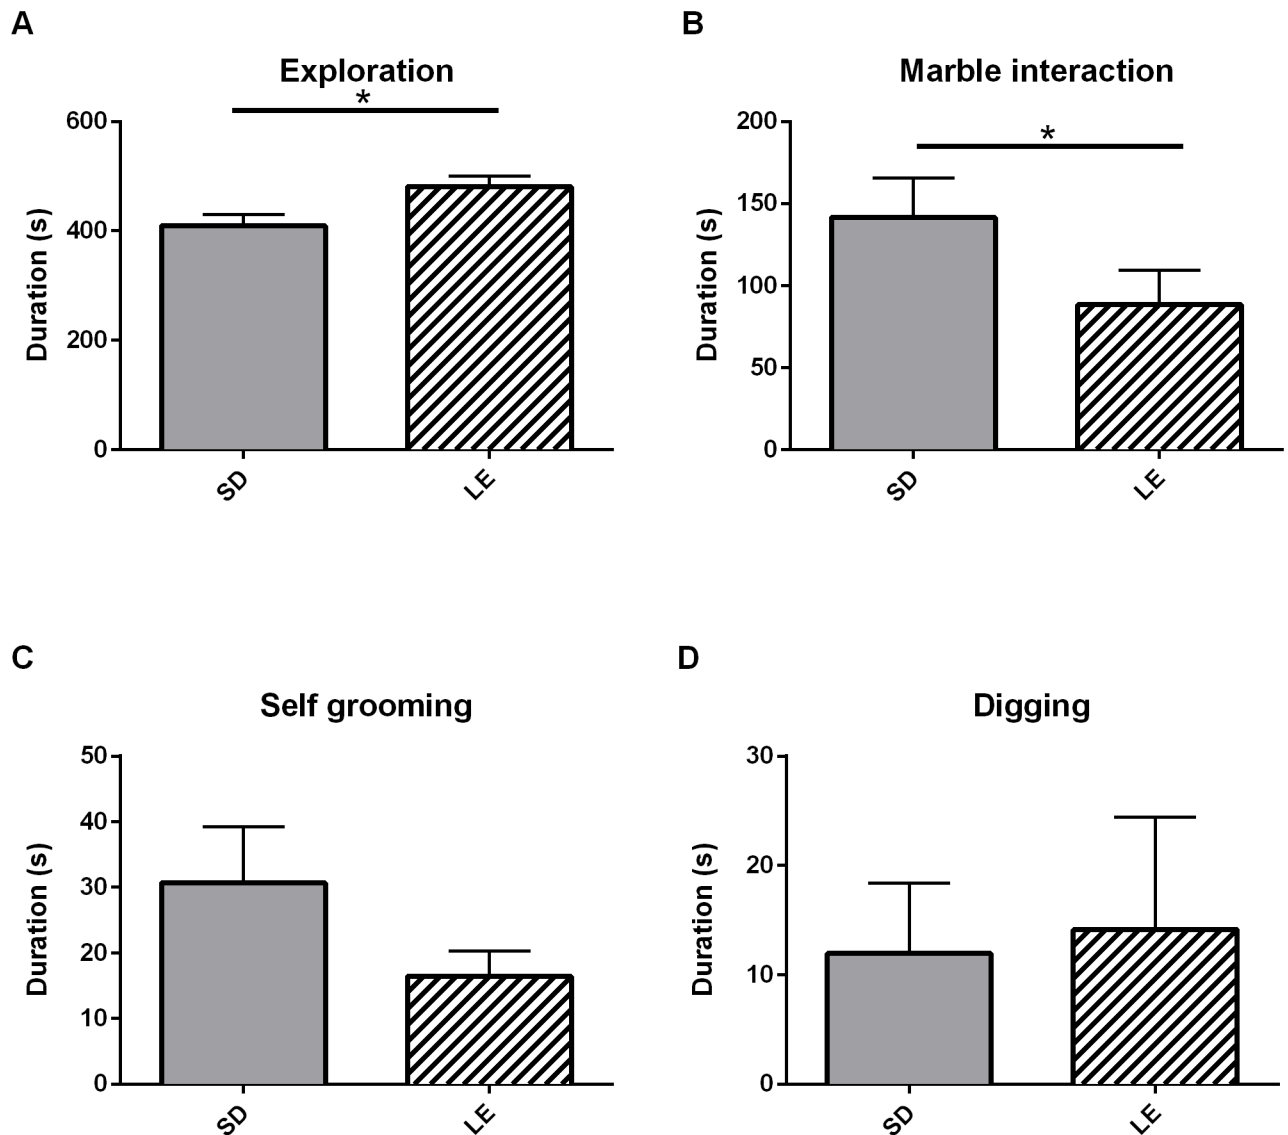 A
Exploration
*
600
400
200
0
Duration (s)
SD
LE
B
Marble interaction
*
200
150
100
50
0
Duration (s)
SD
LE
C
Self grooming
50
40
30
20
10
0
Duration (s)
SD
LE
D
Digging
30
20
10
0
Duration (s)
SD
LE